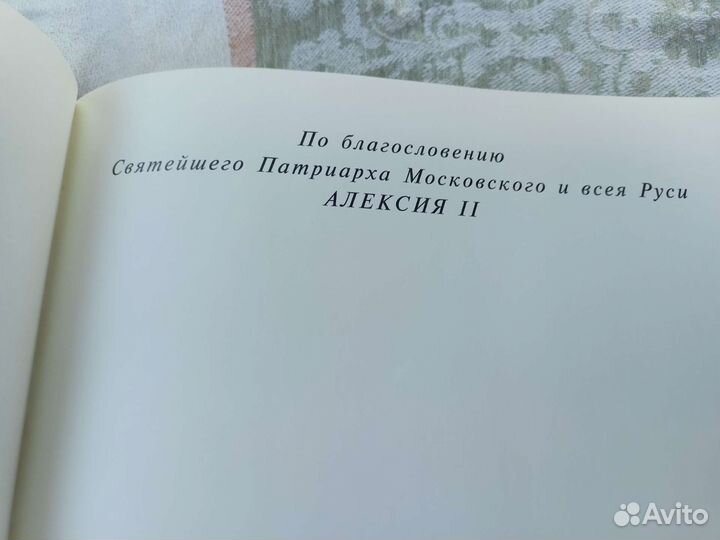 По благословению
Святейшего Патриарха Московского и всея Руси
АЛЕКСИЯ II
Avito